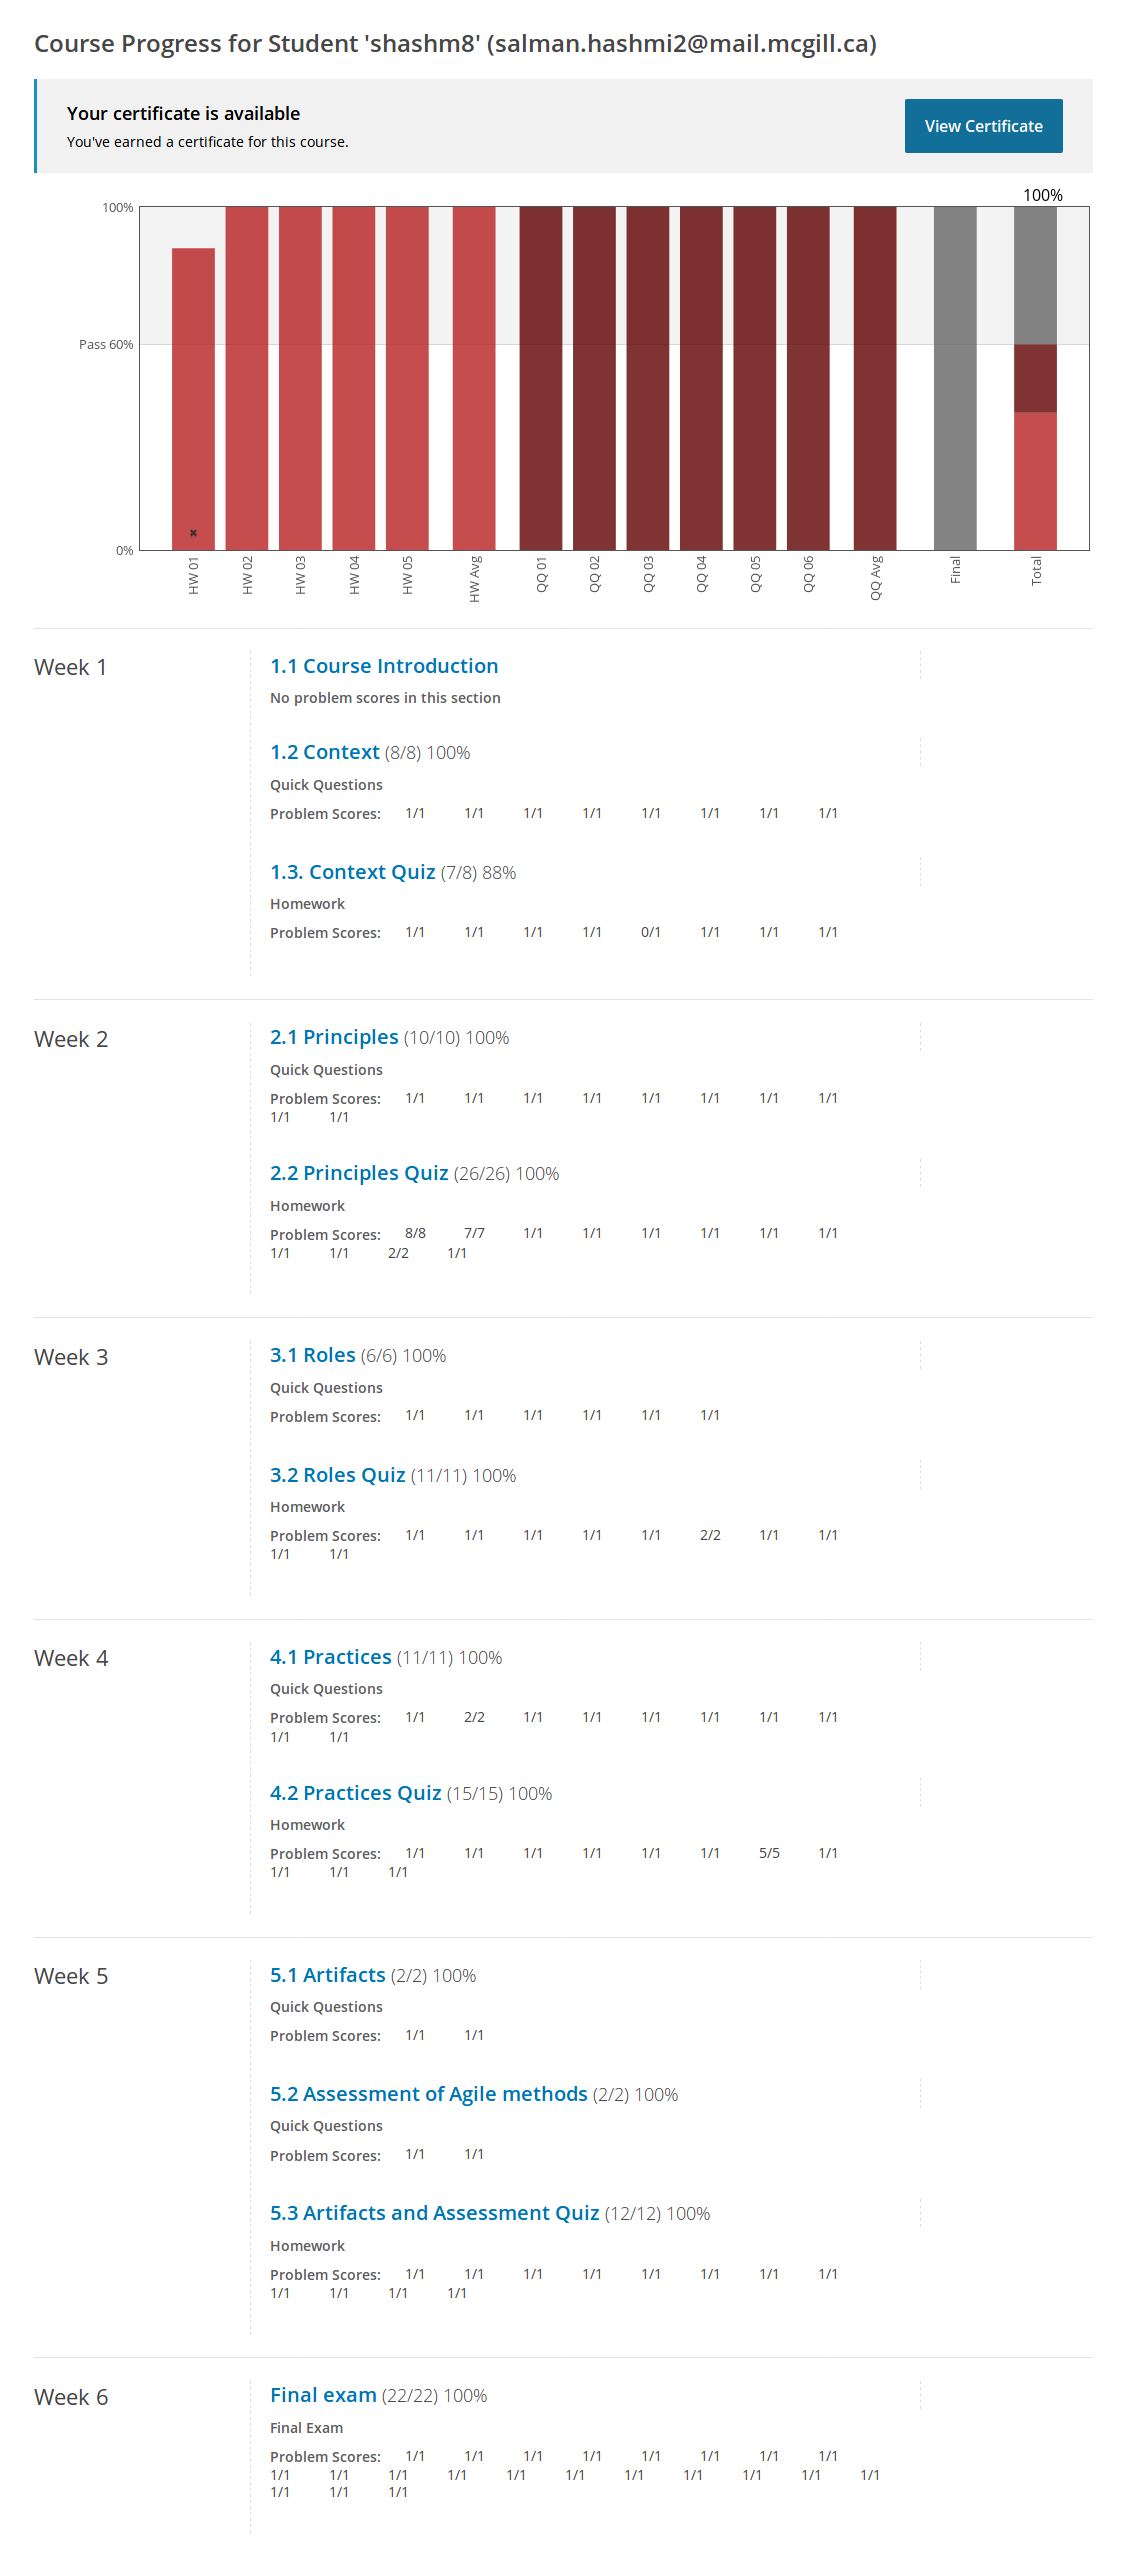 Course Progress for Student 'shashm8' (salman.hashmi2@mail.mcgill.ca)
Your certificate is available
You've earned a certificate for this course.
View Certificate
100%
100%
Pass 60%
0%
HW 01
HW 02
HW 03
HW 04
HW 05
HW Avg
QQ 01
QQ 02
QQ 03
QQ 04
QQ 05
QQ 06
QQ Avg
Final
Total
Week 1
1.1 Course Introduction
No problem scores in this section
1.2 Context (8/8) 100%
Quick Questions
Problem Scores: 1/1 1/1 1/1 1/1 1/1 1/1 1/1 1/1
1.3. Context Quiz (7/8) 88%
Homework
Problem Scores: 1/1 1/1 1/1 1/1 0/1 1/1 1/1 1/1
Week 2
2.1 Principles (10/10) 100%
Quick Questions
Problem Scores: 1/1 1/1 1/1 1/1 1/1 1/1 1/1 1/1
1/1 1/1
2.2 Principles Quiz (26/26) 100%
Homework
Problem Scores: 8/8 7/7 1/1 1/1 1/1 1/1 1/1 1/1
1/1 1/1 2/2 1/1
Week 3
3.1 Roles (6/6) 100%
Quick Questions
Problem Scores: 1/1 1/1 1/1 1/1 1/1 1/1
3.2 Roles Quiz (11/11) 100%
Homework
Problem Scores: 1/1 1/1 1/1 1/1 1/1 2/2 1/1 1/1
1/1 1/1
Week 4
4.1 Practices (11/11) 100%
Quick Questions
Problem Scores: 1/1 2/2 1/1 1/1 1/1 1/1 1/1 1/1
1/1 1/1
4.2 Practices Quiz (15/15) 100%
Homework
Problem Scores: 1/1 1/1 1/1 1/1 1/1 1/1 5/5 1/1
1/1 1/1 1/1
Week 5
5.1 Artifacts (2/2) 100%
Quick Questions
Problem Scores: 1/1 1/1
5.2 Assessment of Agile methods (2/2) 100%
Quick Questions
Problem Scores: 1/1 1/1
5.3 Artifacts and Assessment Quiz (12/12) 100%
Homework
Problem Scores: 1/1 1/1 1/1 1/1 1/1 1/1 1/1 1/1
1/1 1/1 1/1 1/1
Week 6
Final exam (22/22) 100%
Final Exam
Problem Scores: 1/1 1/1 1/1 1/1 1/1 1/1 1/1 1/1
1/1 1/1 1/1 1/1 1/1 1/1 1/1 1/1 1/1 1/1 1/1
1/1 1/1 1/1